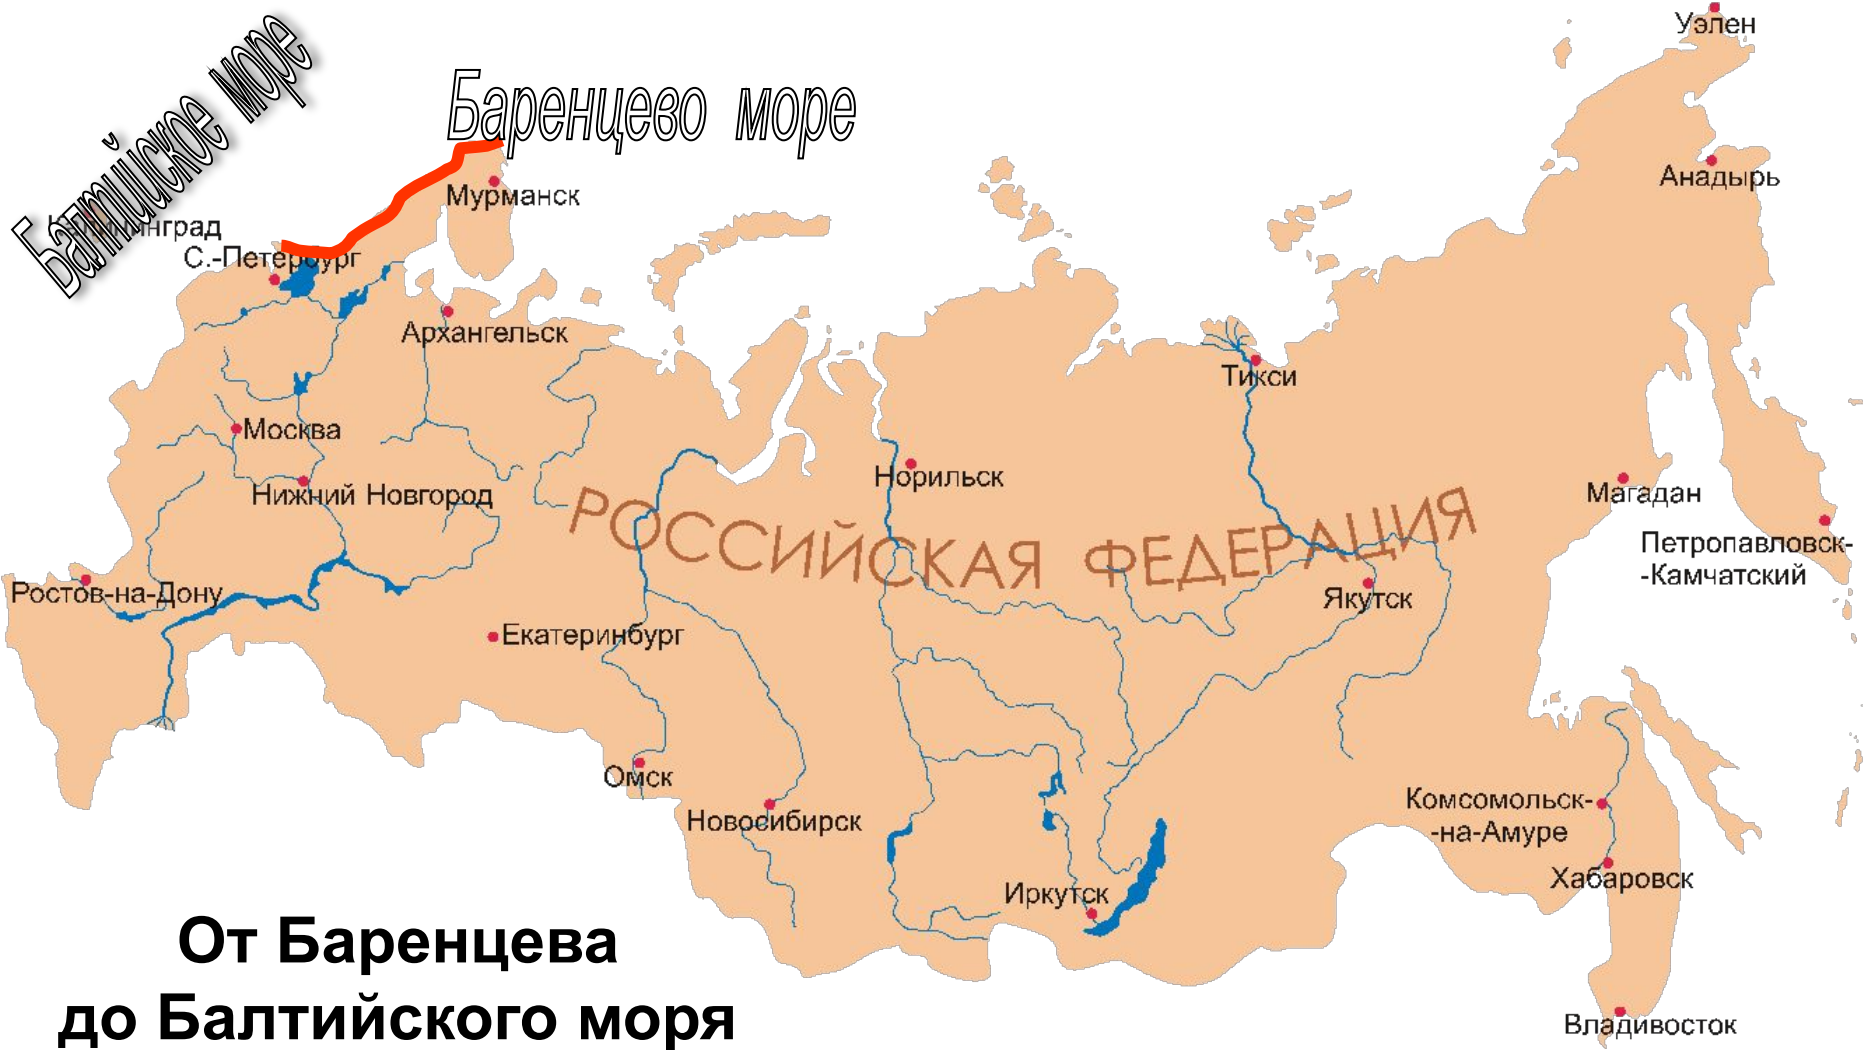 Уэлен
Балтийское море
Баренцево море
Анадырь
Мурманск
Калининград
С.-Петербург
Архангельск
Тикси
Москва
Норильск
Нижний Новгород
Магадан
РОССИЙСКАЯ ФЕДЕРАЦИЯ
Петропавловск-
-Камчатский
Ростов-на-Дону
Якутск
Екатеринбург
Омск
Новосибирск
Комсомольск-
-на-Амуре
Хабаровск
Иркутск
От Баренцева
до Балтийского моря
Владивосток